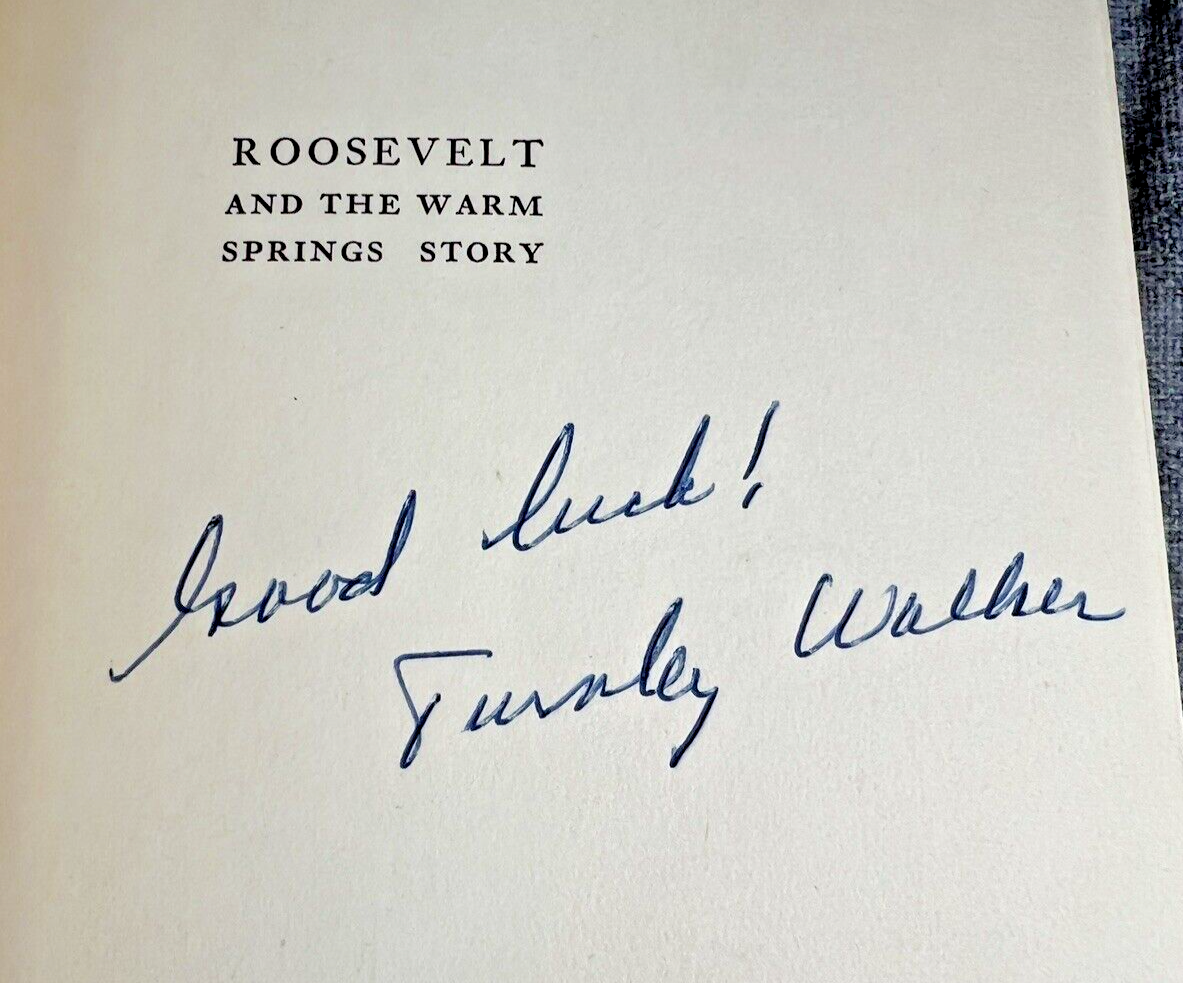 ROOSEVELT
AND THE WARM
SPRINGS STORY
Good luck!
Turnley Walker